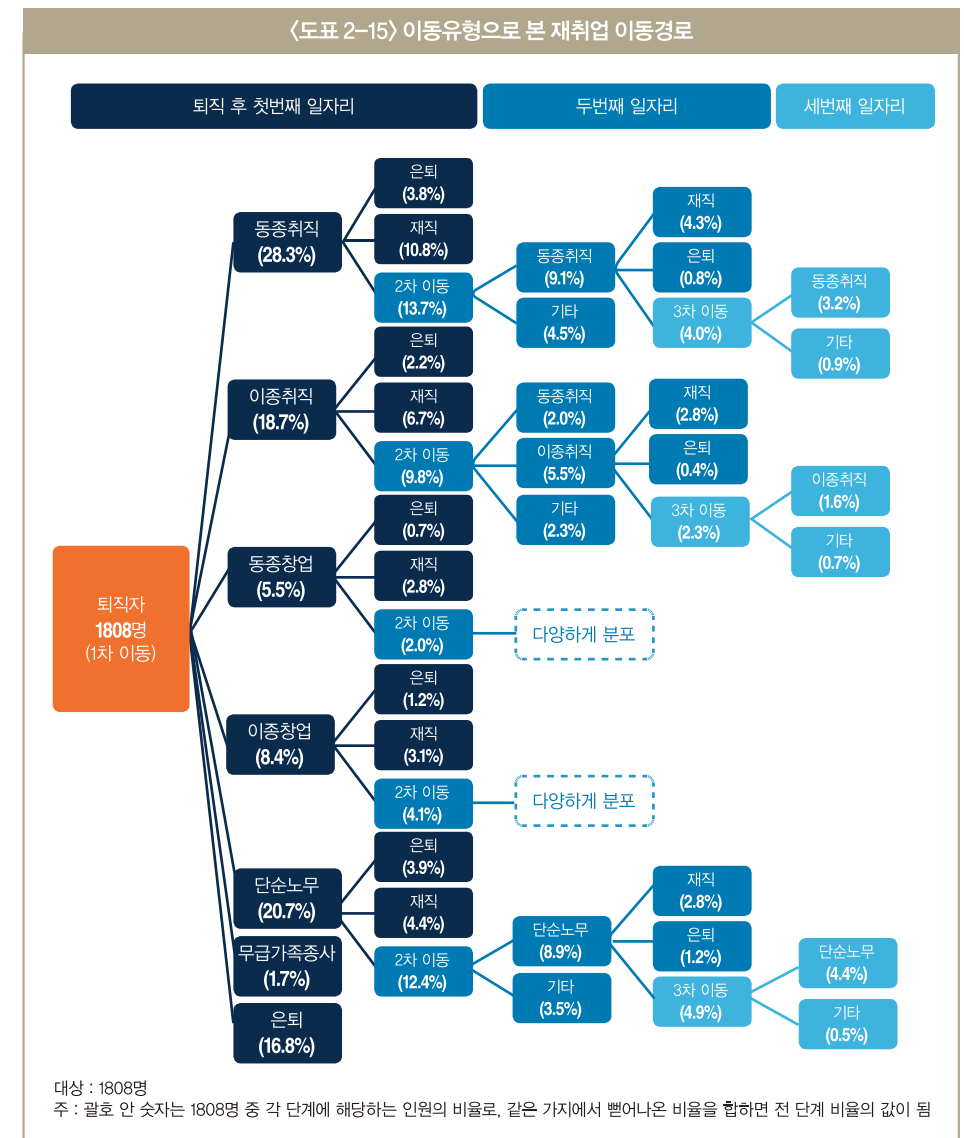 〈도표 2-15〉 이동유형으로 본 재취업 이동경로
퇴직 후 첫번째 일자리
두번째 일자리
세번째 일자리
퇴직자
1808명
(1차 이동)
동종취직
(28.3%)
은퇴
(3.8%)
재직
(10.8%)
2차 이동
(13.7%)
동종취직
(9.1%)
기타
(4.5%)
재직
(4.3%)
은퇴
(0.8%)
3차 이동
(4.0%)
동종취직
(3.2%)
기타
(0.9%)
이종취직
(18.7%)
은퇴
(2.2%)
재직
(6.7%)
2차 이동
(9.8%)
동종취직
(2.0%)
이종취직
(5.5%)
기타
(2.3%)
재직
(2.8%)
은퇴
(0.4%)
3차 이동
(2.3%)
이종취직
(1.6%)
기타
(0.7%)
동종창업
(5.5%)
은퇴
(0.7%)
재직
(2.8%)
2차 이동
(2.0%)
다양하게 분포
이종창업
(8.4%)
은퇴
(1.2%)
재직
(3.1%)
2차 이동
(4.1%)
다양하게 분포
단순노무
(20.7%)
은퇴
(3.9%)
재직
(4.4%)
2차 이동
(12.4%)
단순노무
(8.9%)
기타
(3.5%)
재직
(2.8%)
은퇴
(1.2%)
3차 이동
(4.9%)
단순노무
(4.4%)
기타
(0.5%)
무급가족종사
(1.7%)
은퇴
(16.8%)
대상 : 1808명
주 : 괄호 안 숫자는 1808명 중 각 단계에 해당하는 인원의 비율로, 같은 가지에서 뻗어나온 비율을 합하면 전 단계 비율의 값이 됨